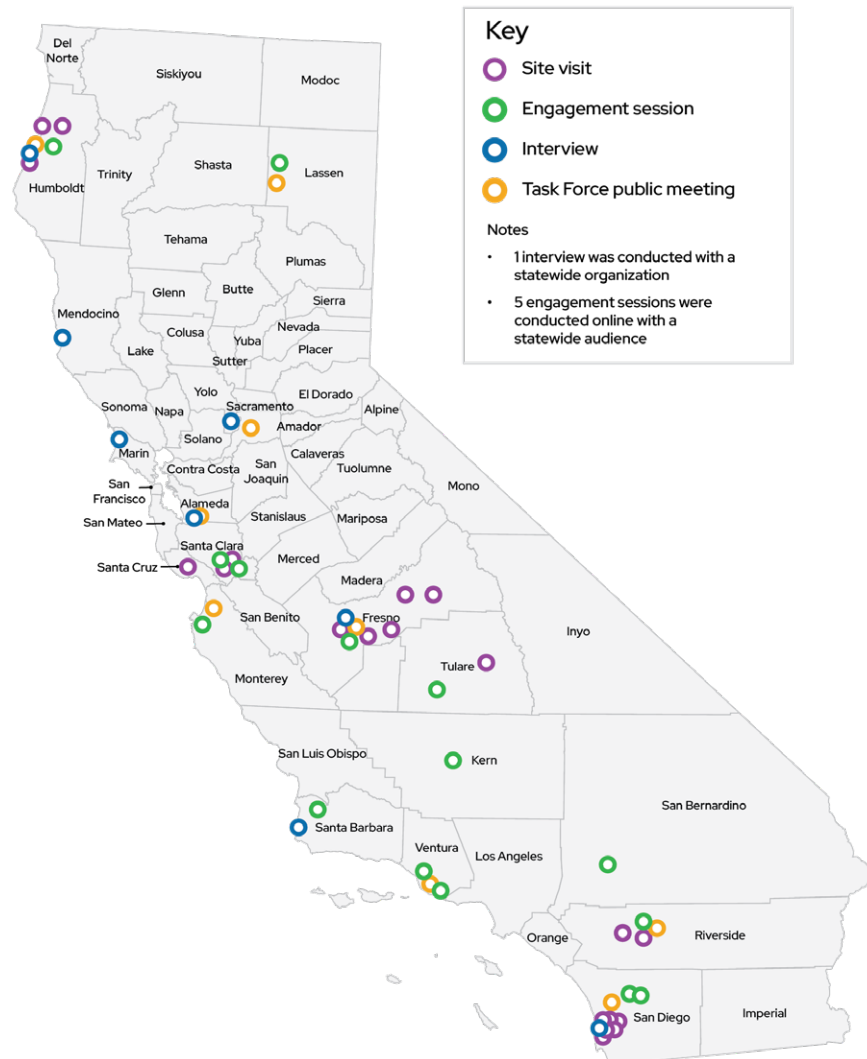 Key
Site visit
Engagement session
Interview
Task Force public meeting
Notes
• 1 interview was conducted with a
statewide organization
• 5 engagement sessions were
conducted online with a
statewide audience
Del
Norte
Siskiyou
Modoc
Humboldt
Trinity
Shasta
Lassen
Tehama
Plumas
Mendocino
Glenn
Butte
Sierra
Colusa
Lake
Yuba
Nevada
Placer
Sutter
Sonoma
Napa
Yolo
Sacramento
El Dorado
Alpine
Solano
Amador
Marin
Contra Costa
San
Joaquin
Calaveras
Tuolumne
Mono
San
Francisco
Alameda
San Mateo
Stanislaus
Mariposa
Santa Clara
Santa Cruz
Merced
Madera
San Benito
Fresno
Inyo
Monterey
Tulare
San Luis Obispo
Kern
San Bernardino
Santa Barbara
Ventura
Los Angeles
Orange
Riverside
San Diego
Imperial